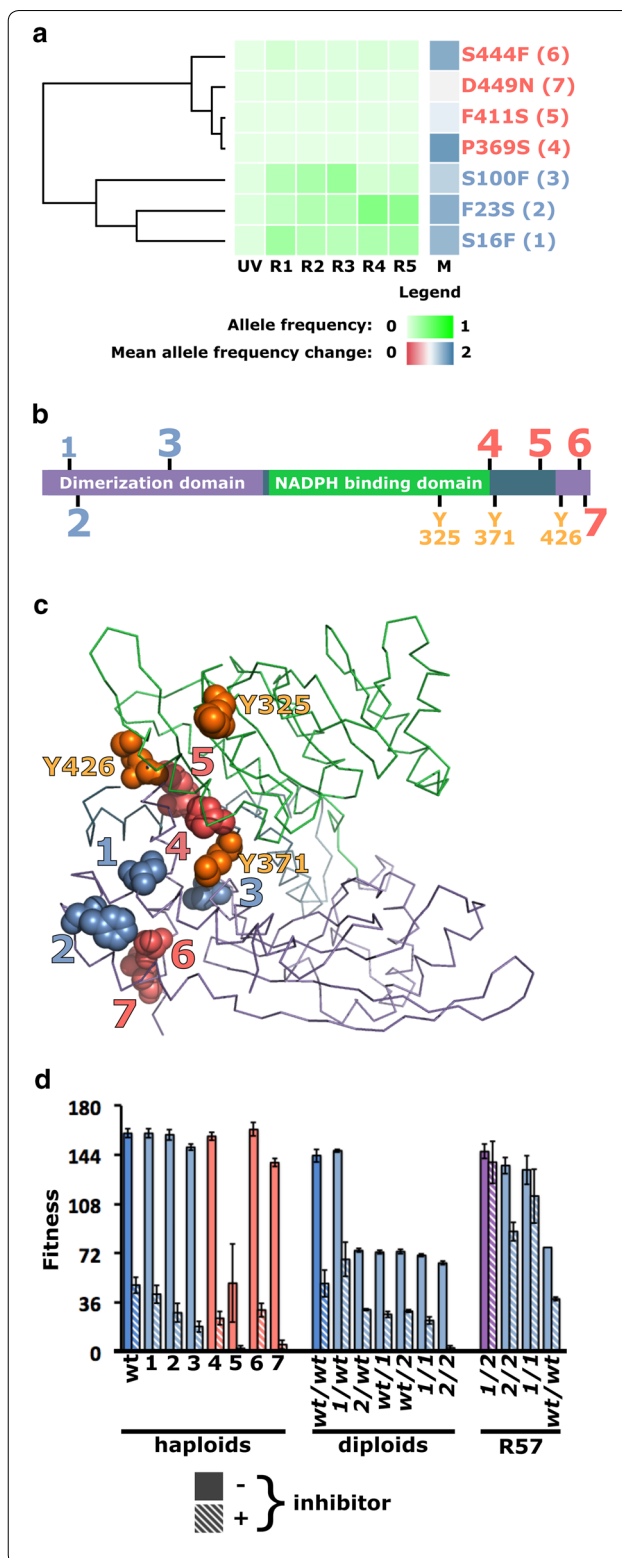 a
S444F (6)
D449N (7)
F411S (5)
P369S (4)
S100F (3)
F23S (2)
S16F (1)
UV R1 R2 R3 R4 R5 M
Legend
Allele frequency: 0 1
Mean allele frequency change: 0 2
b
1 3 4 5 6
Dimerization domain NADPH binding domain
2 Y Y Y 7
325 371 426
c
Y325
Y426 5
4
1 Y371
3
2 6
7
d
180
144
108
72
36
0
Fitness
wt 1 2 3 4 5 6 7 wt/wt 1/wt 2/wt wt/1 wt/2 1/1 2/2 1/2 2/2 1/1 wt/wt
haploids diploids R57
-
+
} inhibitor